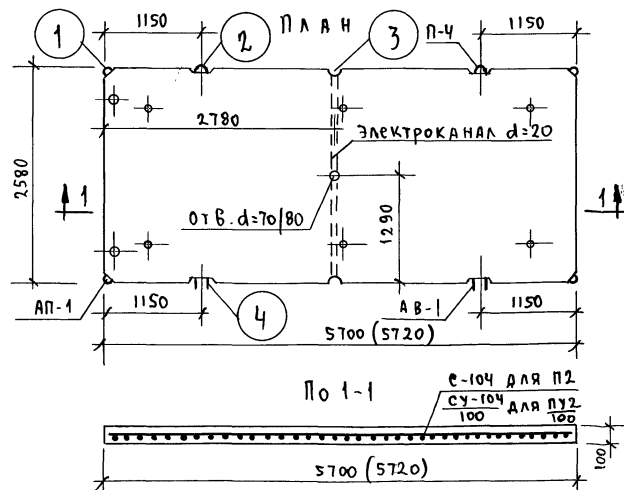 ПЛАН
1150
1150
1
2
3
П-4
2780
ЭЛЕКТРОКАНАЛ d=20
2580
1
1
ОТВ. d=70/80
1290
АП-1
1150
4
АВ-1
1150
5700 (5720)
По 1-1
С-104 ДЛЯ П2
СУ-104/100 ДЛЯ ПУ2/100
100
5700 (5720)